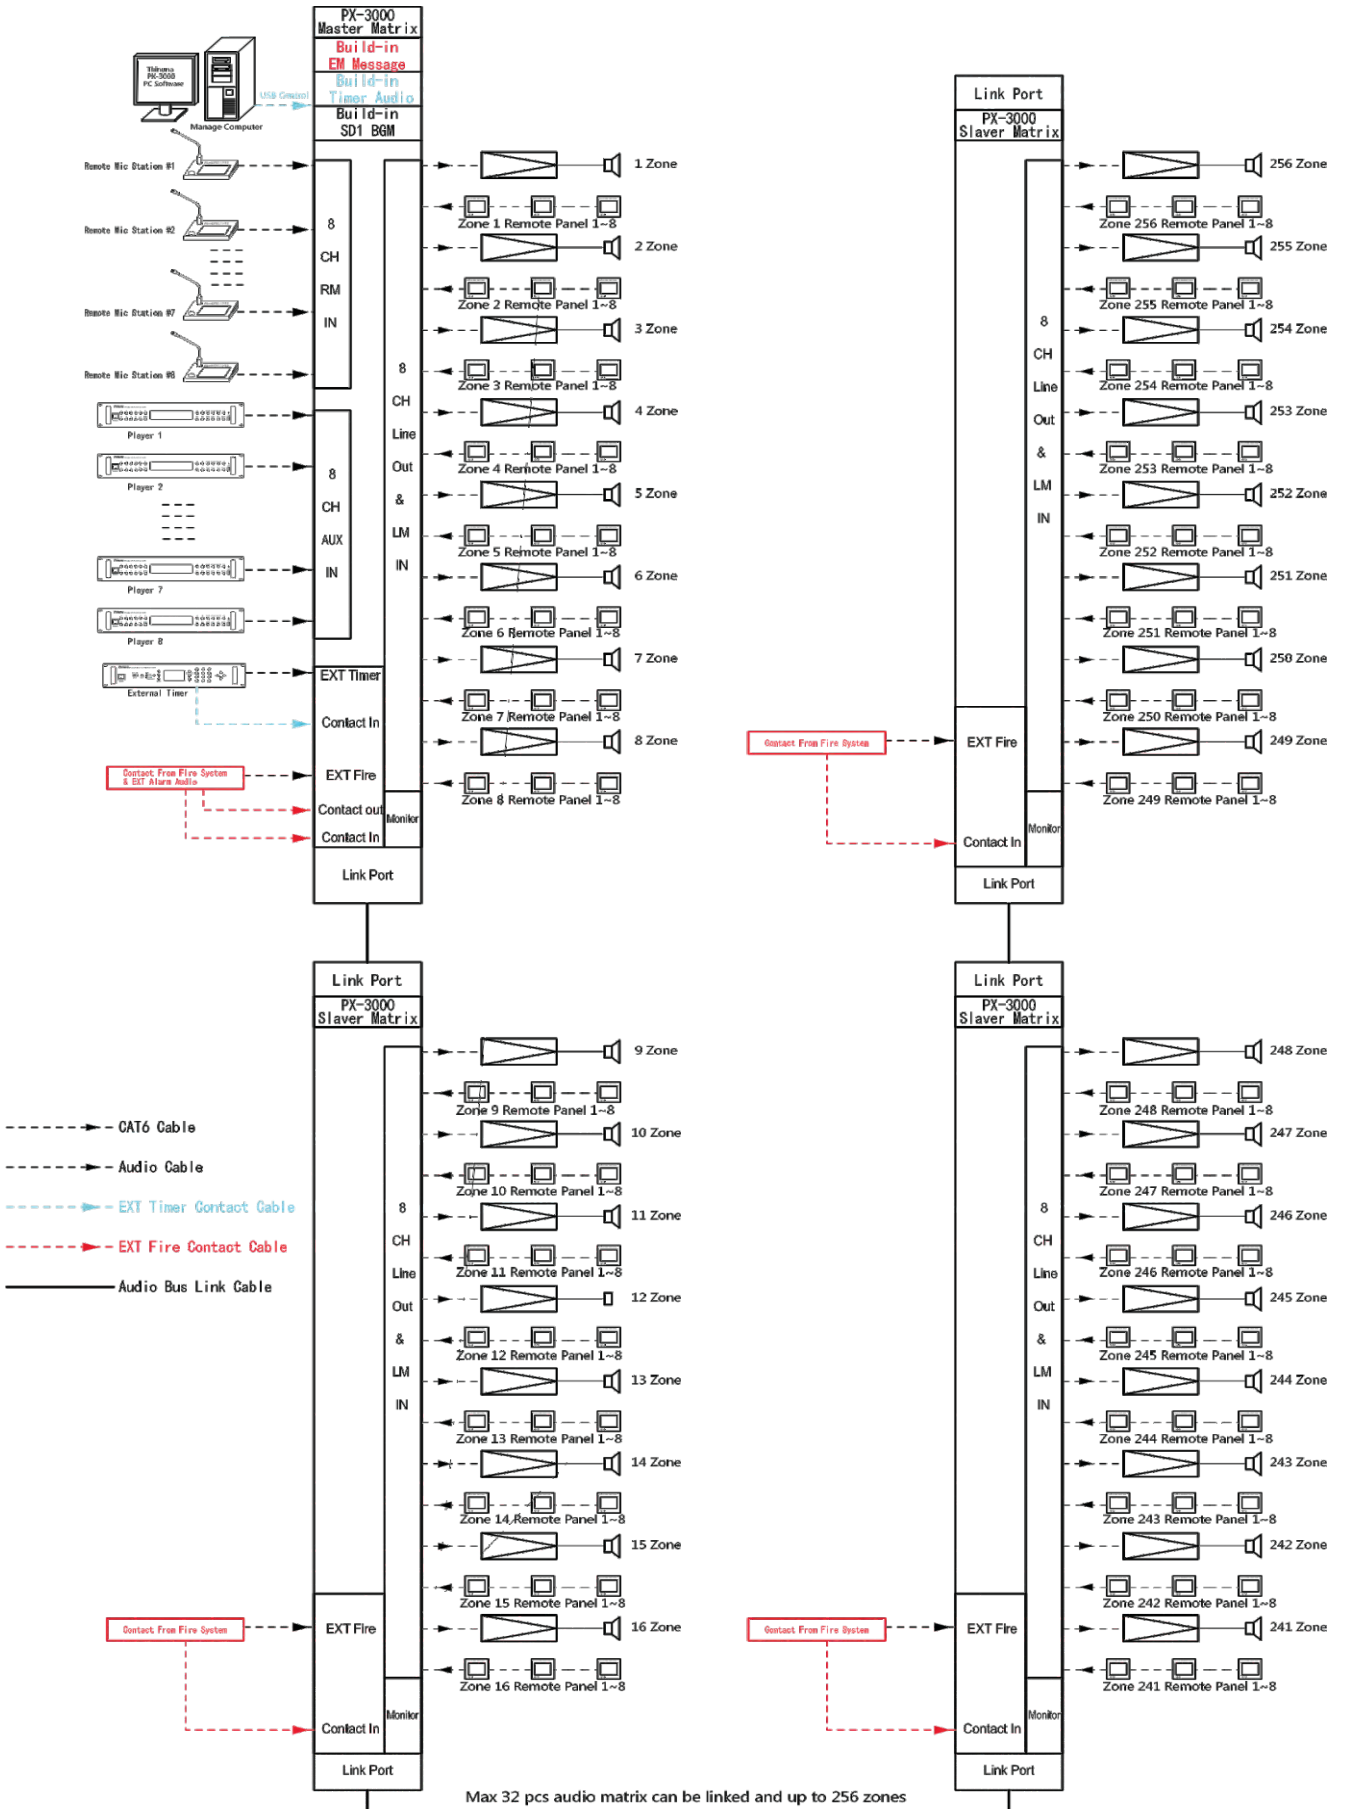 PX-3000
Master Matrix
Build-in
EM Message
Build-in
Timer Audio
Build-in
SD1 BGM
Thinuna
PX-3000
PC Software
USB Control
Manage Computer
Remote Mic Station #1
Remote Mic Station #2
Remote Mic Station #7
Remote Mic Station #8
8
CH
RM
IN
Player 1
Player 2
Player 7
Player 8
8
CH
AUX
IN
External Timer
EXT Timer
Contact In
Contact From Fire System
& EXT Alarm Audio
EXT Fire
Contact out
Contact In
Monitor
Link Port
8
CH
Line
Out
&
LM
IN
1 Zone
Zone 1 Remote Panel 1~8
2 Zone
Zone 2 Remote Panel 1~8
3 Zone
Zone 3 Remote Panel 1~8
4 Zone
Zone 4 Remote Panel 1~8
5 Zone
Zone 5 Remote Panel 1~8
6 Zone
Zone 6 Remote Panel 1~8
7 Zone
Zone 7 Remote Panel 1~8
8 Zone
Zone 8 Remote Panel 1~8
Link Port
PX-3000
Slaver Matrix
8
CH
Line
Out
&
LM
IN
256 Zone
Zone 256 Remote Panel 1~8
255 Zone
Zone 255 Remote Panel 1~8
254 Zone
Zone 254 Remote Panel 1~8
253 Zone
Zone 253 Remote Panel 1~8
252 Zone
Zone 252 Remote Panel 1~8
251 Zone
Zone 251 Remote Panel 1~8
250 Zone
Zone 250 Remote Panel 1~8
249 Zone
Zone 249 Remote Panel 1~8
Contact From Fire System
EXT Fire
Contact In
Monitor
Link Port
Link Port
PX-3000
Slaver Matrix
8
CH
Line
Out
&
LM
IN
9 Zone
Zone 9 Remote Panel 1~8
10 Zone
Zone 10 Remote Panel 1~8
11 Zone
Zone 11 Remote Panel 1~8
12 Zone
Zone 12 Remote Panel 1~8
13 Zone
Zone 13 Remote Panel 1~8
14 Zone
Zone 14 Remote Panel 1~8
15 Zone
Zone 15 Remote Panel 1~8
16 Zone
Zone 16 Remote Panel 1~8
CAT6 Cable
Audio Cable
EXT Timer Contact Cable
EXT Fire Contact Cable
Audio Bus Link Cable
Contact From Fire System
EXT Fire
Contact In
Monitor
Link Port
Link Port
PX-3000
Slaver Matrix
8
CH
Line
Out
&
LM
IN
248 Zone
Zone 248 Remote Panel 1~8
247 Zone
Zone 247 Remote Panel 1~8
246 Zone
Zone 246 Remote Panel 1~8
245 Zone
Zone 245 Remote Panel 1~8
244 Zone
Zone 244 Remote Panel 1~8
243 Zone
Zone 243 Remote Panel 1~8
242 Zone
Zone 242 Remote Panel 1~8
241 Zone
Zone 241 Remote Panel 1~8
Contact From Fire System
EXT Fire
Contact In
Monitor
Link Port
Max 32 pcs audio matrix can be linked and up to 256 zones